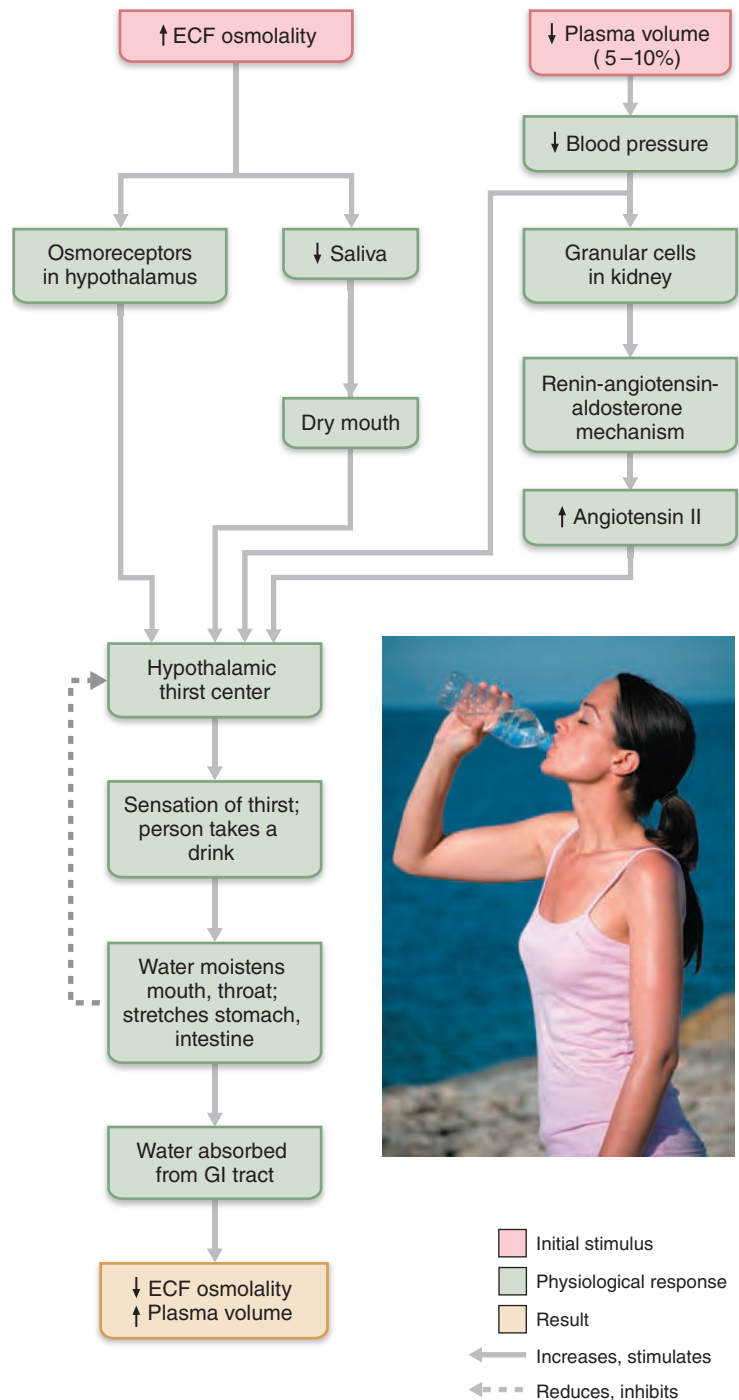 ↑ ECF osmolality
↓ Plasma volume
( 5 –10%)
↓ Blood pressure
Osmoreceptors
in hypothalamus
↓ Saliva
Granular cells
in kidney
Dry mouth
Renin-angiotensin-
aldosterone
mechanism
↑ Angiotensin II
Hypothalamic
thirst center
Sensation of thirst;
person takes a
drink
Water moistens
mouth, throat;
stretches stomach,
intestine
Water absorbed
from GI tract
↓ ECF osmolality
↑ Plasma volume
Initial stimulus
Physiological response
Result
Increases, stimulates
Reduces, inhibits